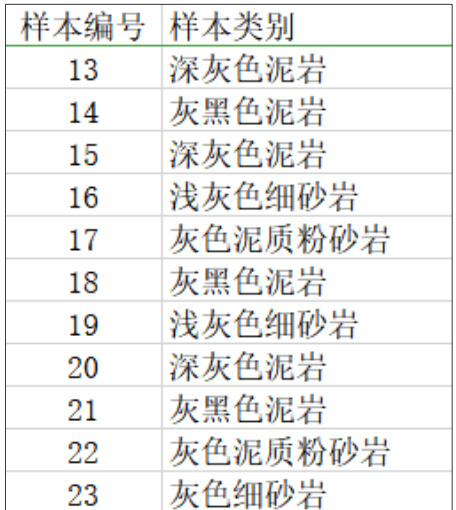 样本编号 样本类别
13 深灰色泥岩
14 灰黑色泥岩
15 深灰色泥岩
16 浅灰色细砂岩
17 灰色泥质粉砂岩
18 灰黑色泥岩
19 浅灰色细砂岩
20 深灰色泥岩
21 灰黑色泥岩
22 灰色泥质粉砂岩
23 灰色细砂岩